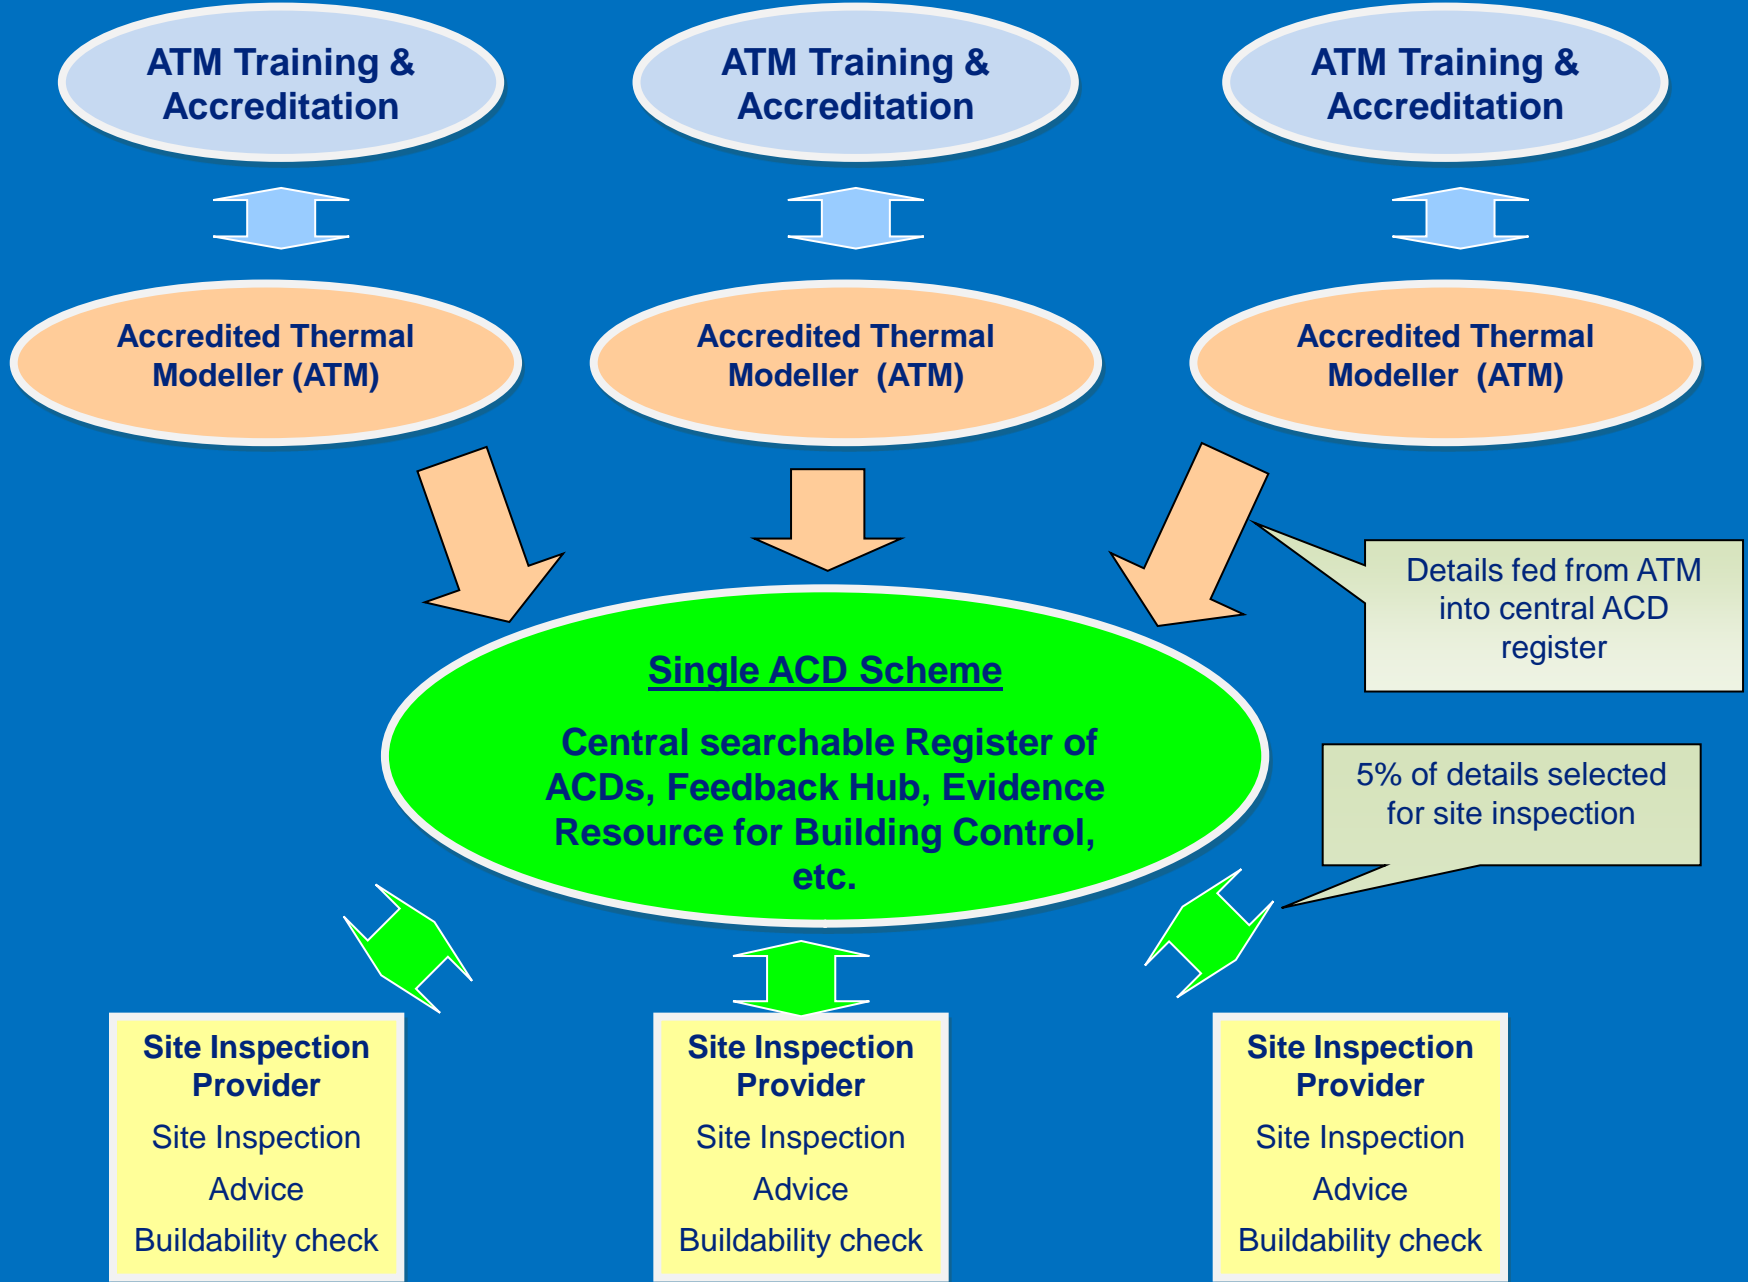 ATM Training &
Accreditation
ATM Training &
Accreditation
ATM Training &
Accreditation
Accredited Thermal
Modeller (ATM)
Accredited Thermal
Modeller (ATM)
Accredited Thermal
Modeller (ATM)
Details fed from ATM
into central ACD
register
Single ACD Scheme
Central searchable Register of
ACDs, Feedback Hub, Evidence
Resource for Building Control,
etc.
5% of details selected
for site inspection
Site Inspection
Provider
Site Inspection
Advice
Buildability check
Site Inspection
Provider
Site Inspection
Advice
Buildability check
Site Inspection
Provider
Site Inspection
Advice
Buildability check